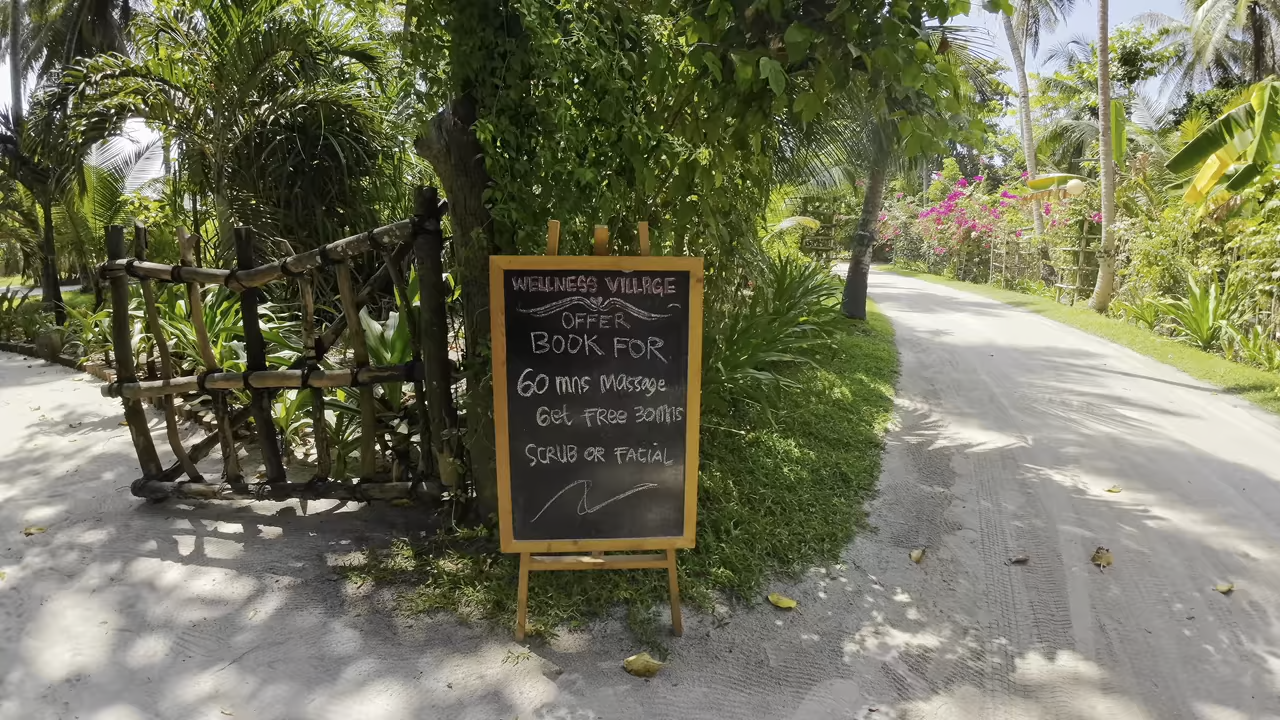 WELLNESS VILLAGE
OFFER
BOOK FOR
60 mns Massage
Get FREE 30mns
SCRUB OR FACIAL